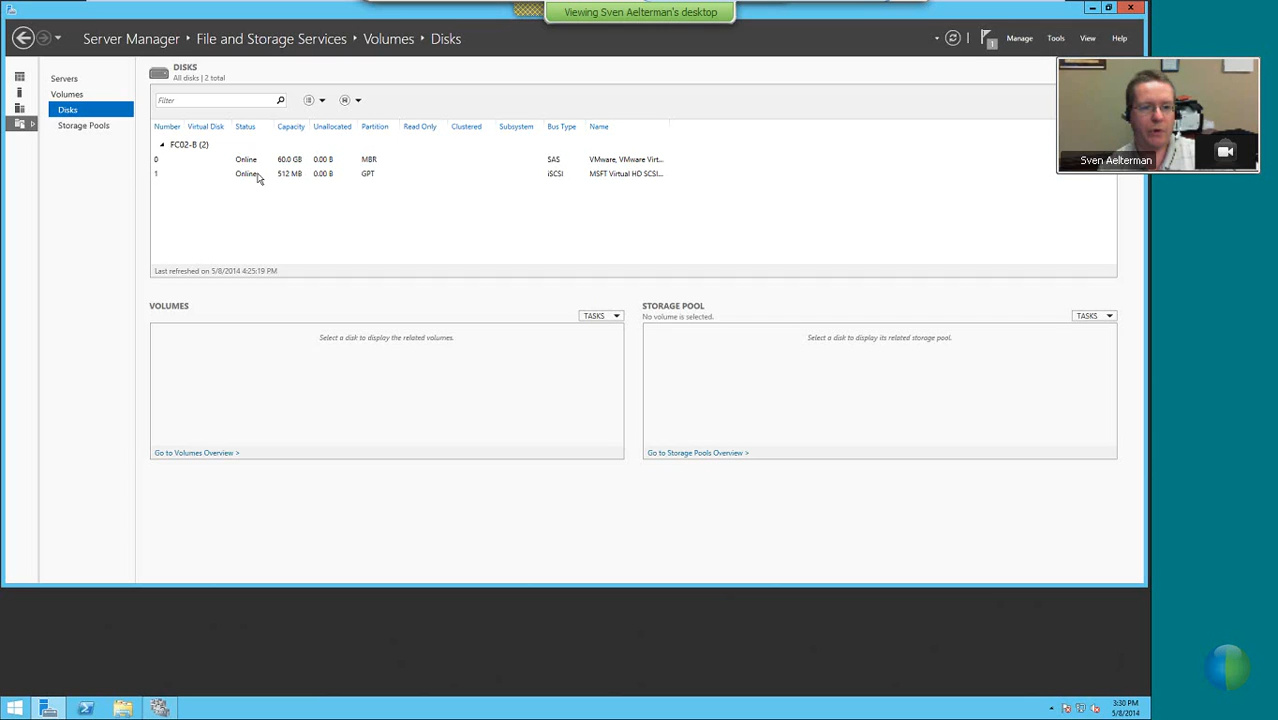 Viewing Sven Aelterman's desktop
Server Manager ‣ File and Storage Services ‣ Volumes ‣ Disks
1
Manage
Tools
View
Help
Servers
Volumes
Disks
Storage Pools
DISKS
All disks | 2 total
Filter
Number Virtual Disk Status Capacity Unallocated Partition Read Only Clustered Subsystem Bus Type Name
FC02-B (2)
0 Online 60.0 GB 0.00 B MBR SAS VMware, VMware Virt...
1 Online 512 MB 0.00 B GPT iSCSI MSFT Virtual HD SCSI...
Last refreshed on 5/8/2014 4:25:19 PM
Sven Aelterman
VOLUMES
TASKS
Select a disk to display the related volumes.
Go to Volumes Overview >
STORAGE POOL
No volume is selected.
TASKS
Select a disk to display its related storage pool.
Go to Storage Pools Overview >
3:30 PM
5/8/2014